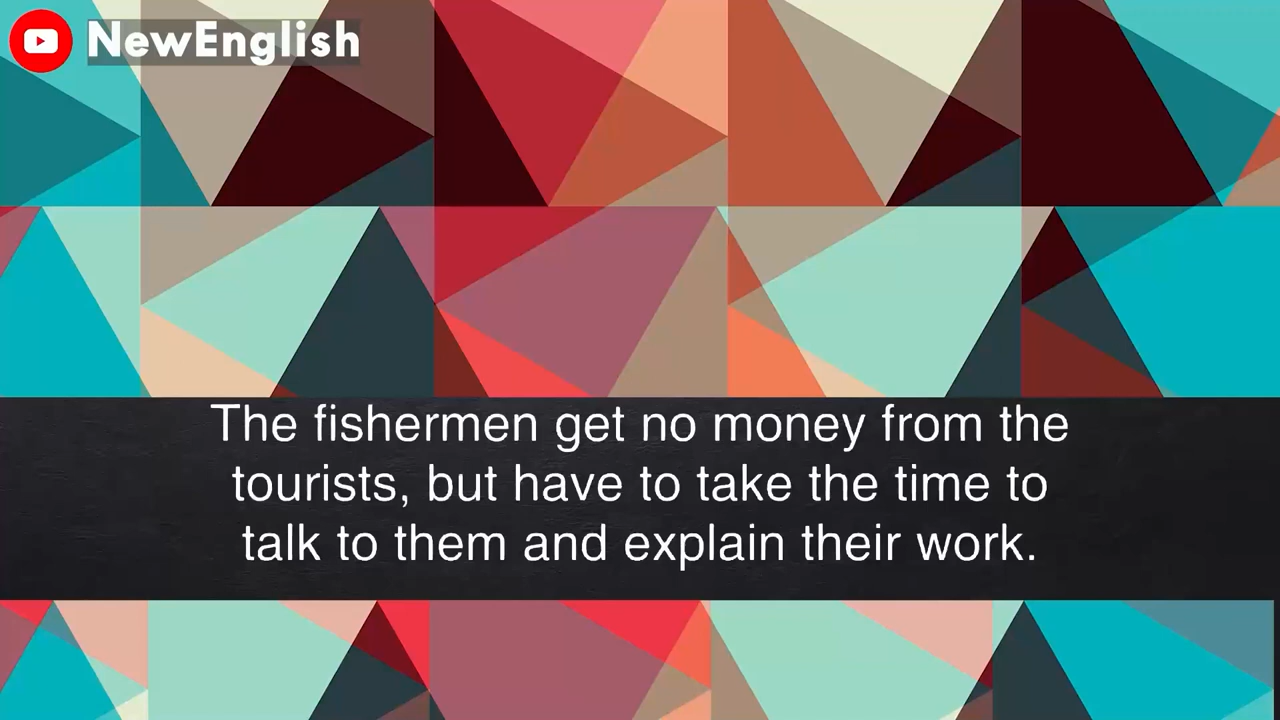 NewEnglish
The fishermen get no money from the
tourists, but have to take the time to
talk to them and explain their work.